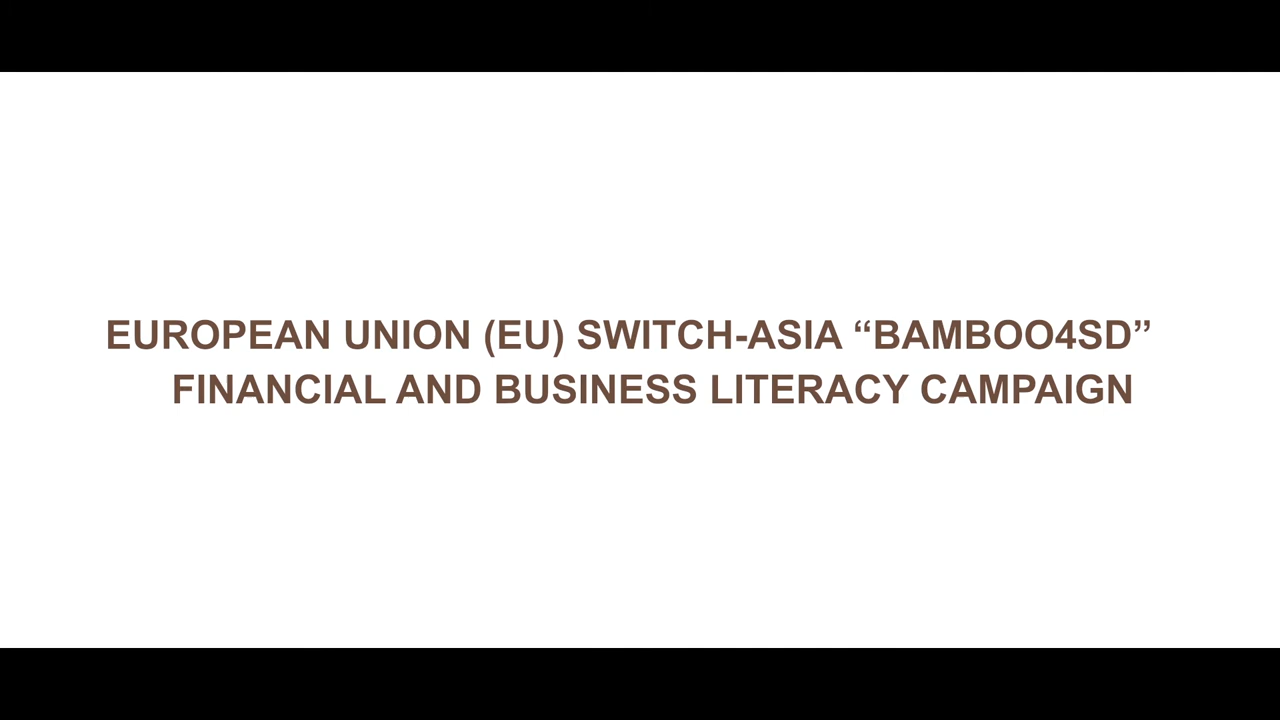 EUROPEAN UNION (EU) SWITCH-ASIA “BAMBOO4SD”
FINANCIAL AND BUSINESS LITERACY CAMPAIGN